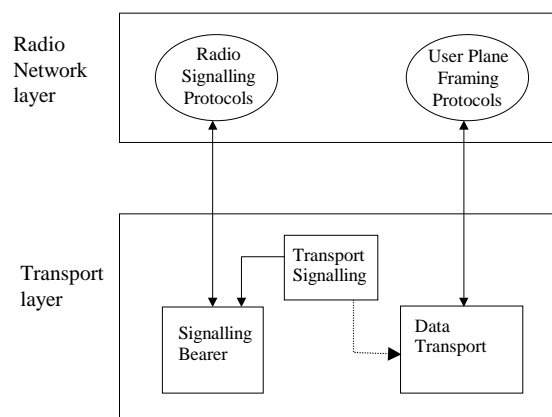 Radio
Network
layer
Radio
Signalling
Protocols
User Plane
Framing
Protocols
Transport
layer
Transport
Signalling
Signalling
Bearer
Data
Transport